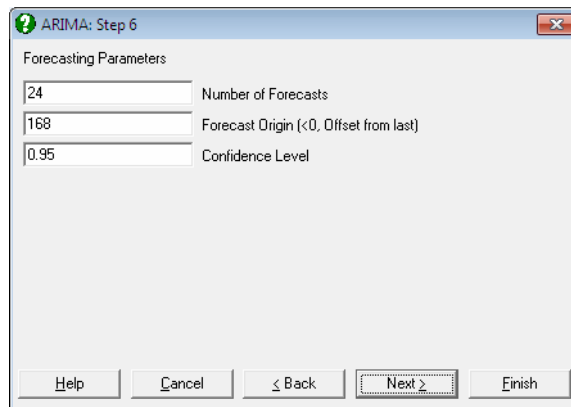 ARIMA: Step 6
Forecasting Parameters
24 Number of Forecasts
168 Forecast Origin (<0, Offset from last)
0.95 Confidence Level
Help Cancel < Back Next > Finish